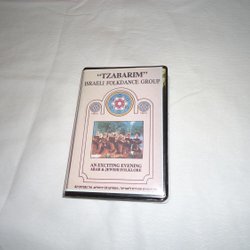 "TZABARIM"
ISRAELI FOLKDANCE GROUP
AN EXCITING EVENING
ARAB & JEWISH FOLKLORE